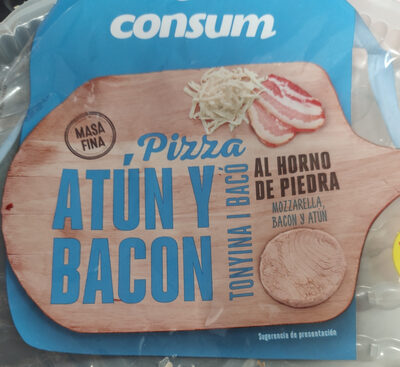 consum
MASA
FINA
Pizza
ATÚN Y
BACON
TONYINA I BACÓ
AL HORNO
DE PIEDRA
MOZZARELLA,
BACON Y ATÚN
Sugerencia de presentación